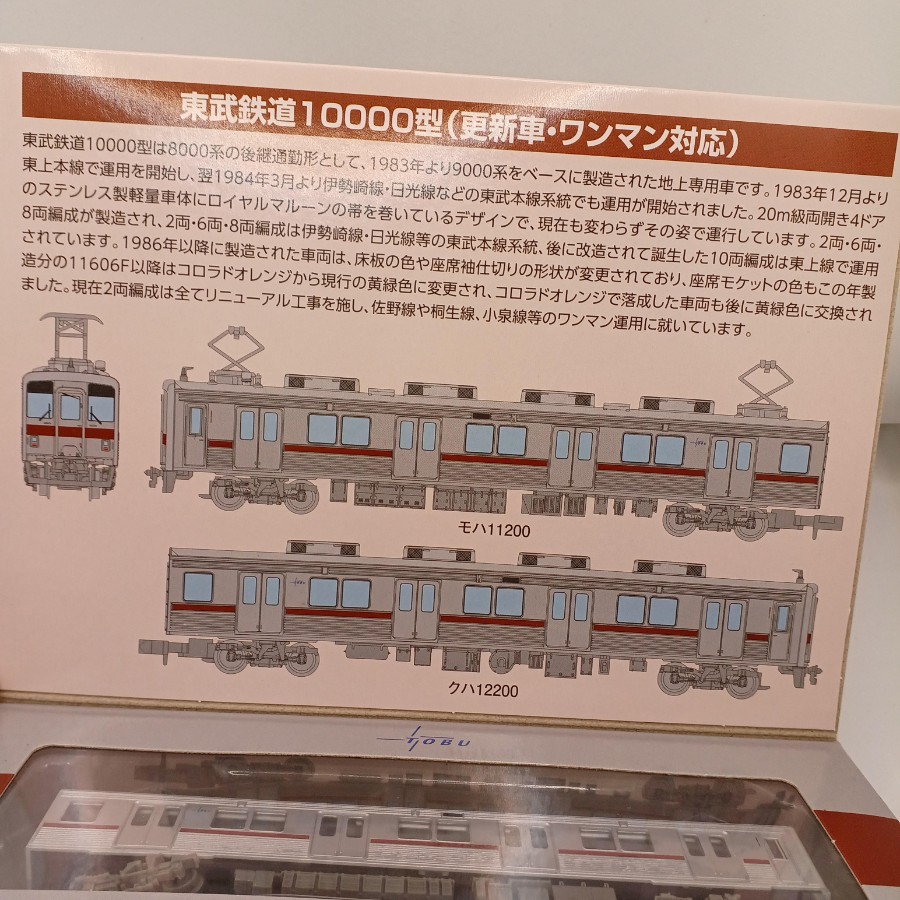 東武鉄道10000型(更新車・ワンマン対応)
東武鉄道10000型は8000系の後継通勤形として、1983年より9000系をベースに製造された地上専用車です。1983年12月より
東上本線で運用を開始し、翌1984年3月より伊勢崎線・日光線などの東武本線系統でも運用が開始されました。20m級両開き4ドア
のステンレス製軽量車体にロイヤルマルーンの帯を巻いているデザインで、現在も変わらずその姿で運行しています。2両・6両・
8両編成が製造され、2両・6両・8両編成は伊勢崎線・日光線等の東武本線系統、後に改造されて誕生した10両編成は東上線で運用
されています。1986年以降に製造された車両は、床板の色や座席袖仕切りの形状が変更されており、座席モケットの色もこの年製
造分の11606F以降はコロラドオレンジから現行の黄緑色に変更され、コロラドオレンジで落成した車両も後に黄緑色に交換され
ました。現在2両編成は全てリニューアル工事を施し、佐野線や桐生線、小泉線等のワンマン運用に就いています。
モハ11200
クハ12200
TOBU